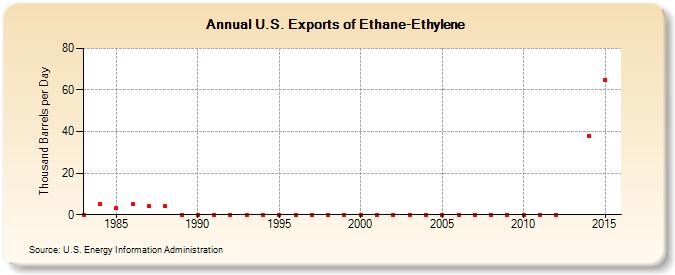 Annual U.S. Exports of Ethane-Ethylene
Thousand Barrels per Day
80
60
40
20
0
1985 1990 1995 2000 2005 2010 2015
Source: U.S. Energy Information Administration